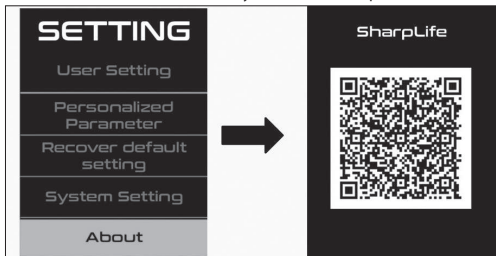 SETTING
User Setting
Personalized
Parameter
Recover default
setting
System Setting
About
SharpLife